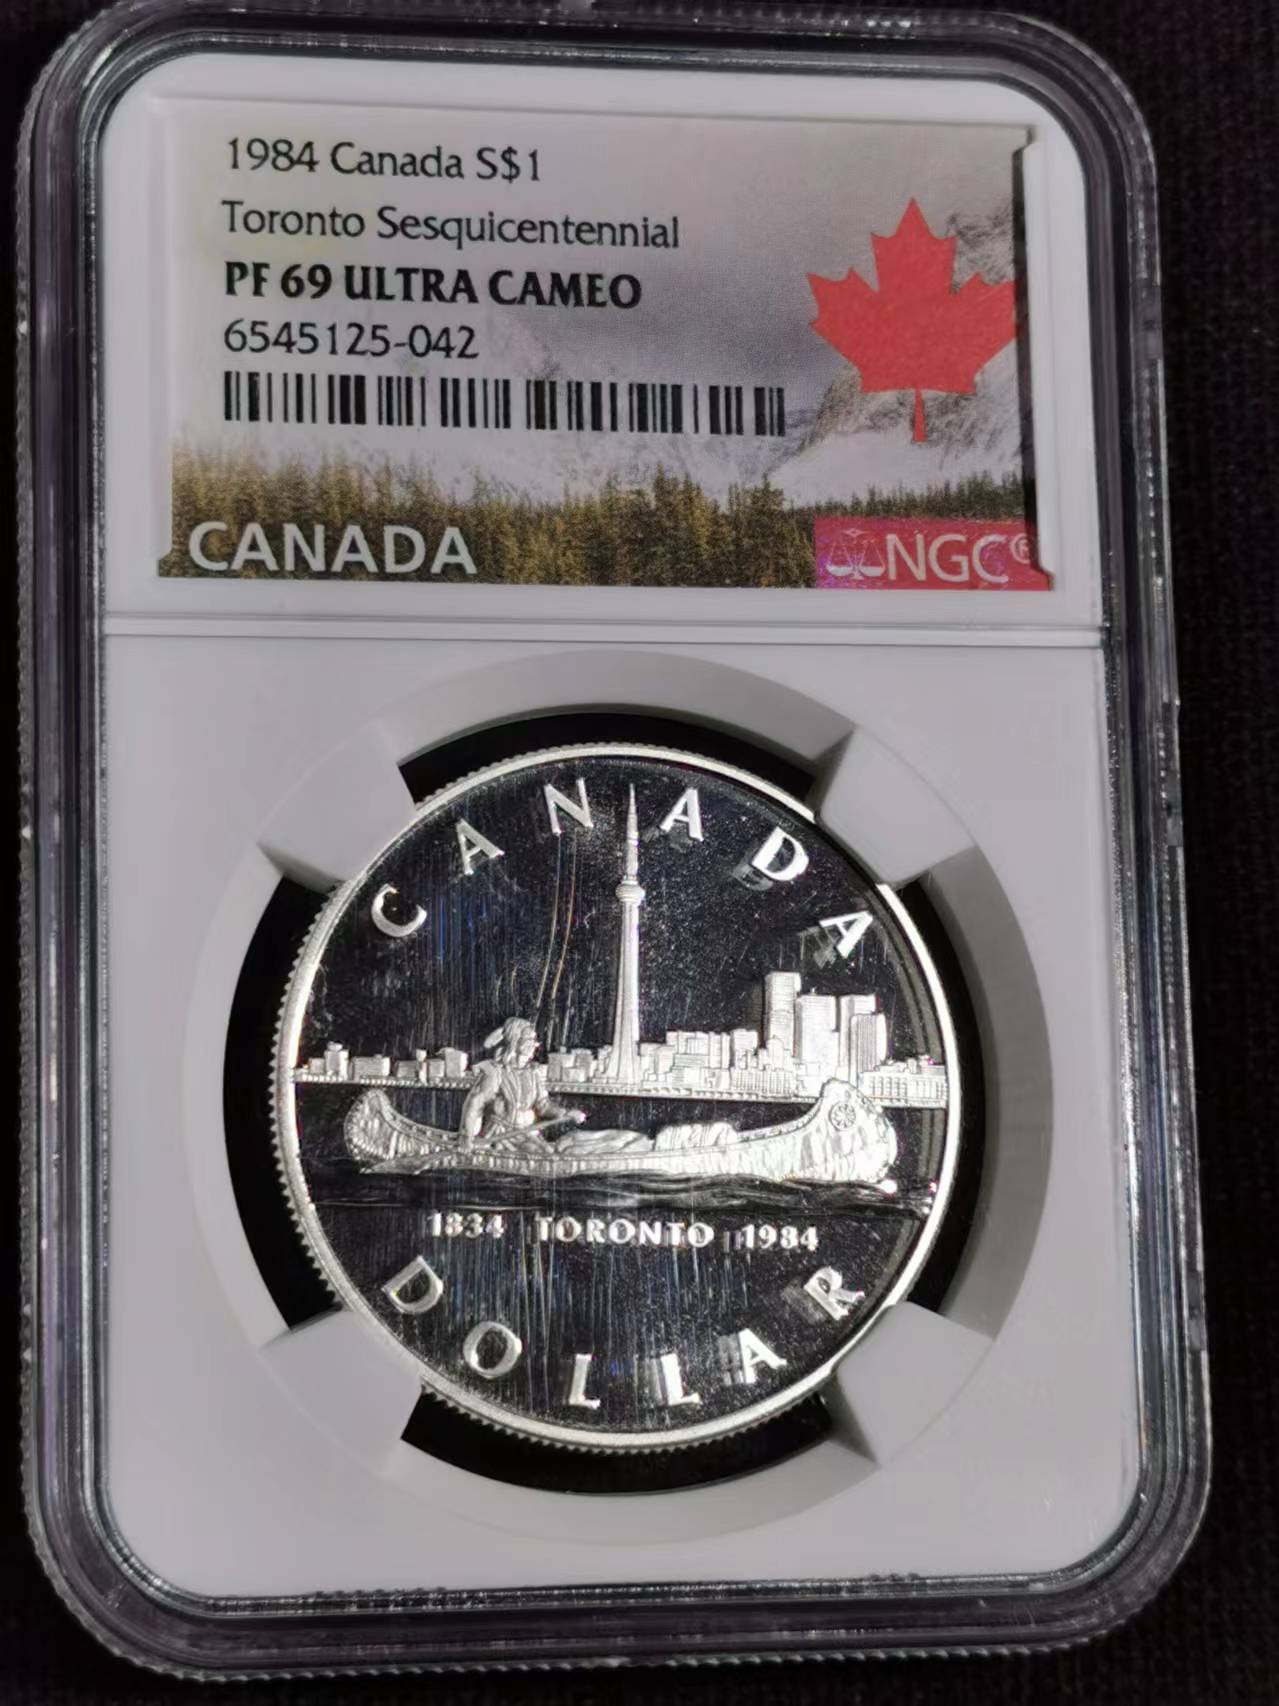 1984 Canada S$1
Toronto Sesquicentennial
PF 69 ULTRA CAMEO
6545125-042
CANADA
NGC®
CANADA
1834 TORONTO 1984
DOLLAR